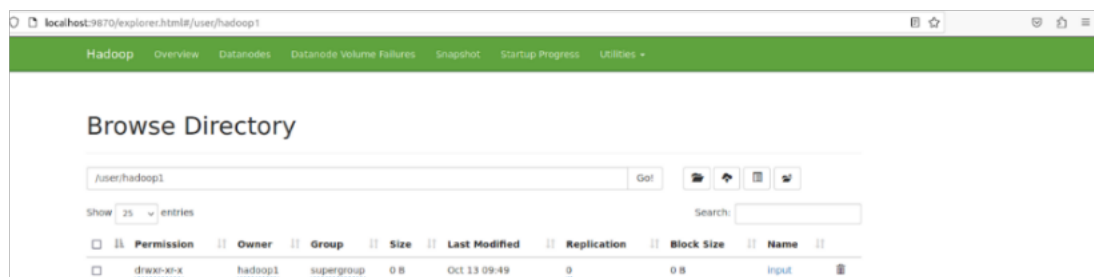 localhost:9870/explorer.html#/user/hadoop1
Hadoop Overview Datanodes Datanode Volume Failures Snapshot Startup Progress Utilities
Browse Directory
/user/hadoop1 Go!
Show 25 entries Search:
Permission Owner Group Size Last Modified Replication Block Size Name
drwxr-xr-x hadoop1 supergroup 0 B Oct 13 09:49 0 0 B input